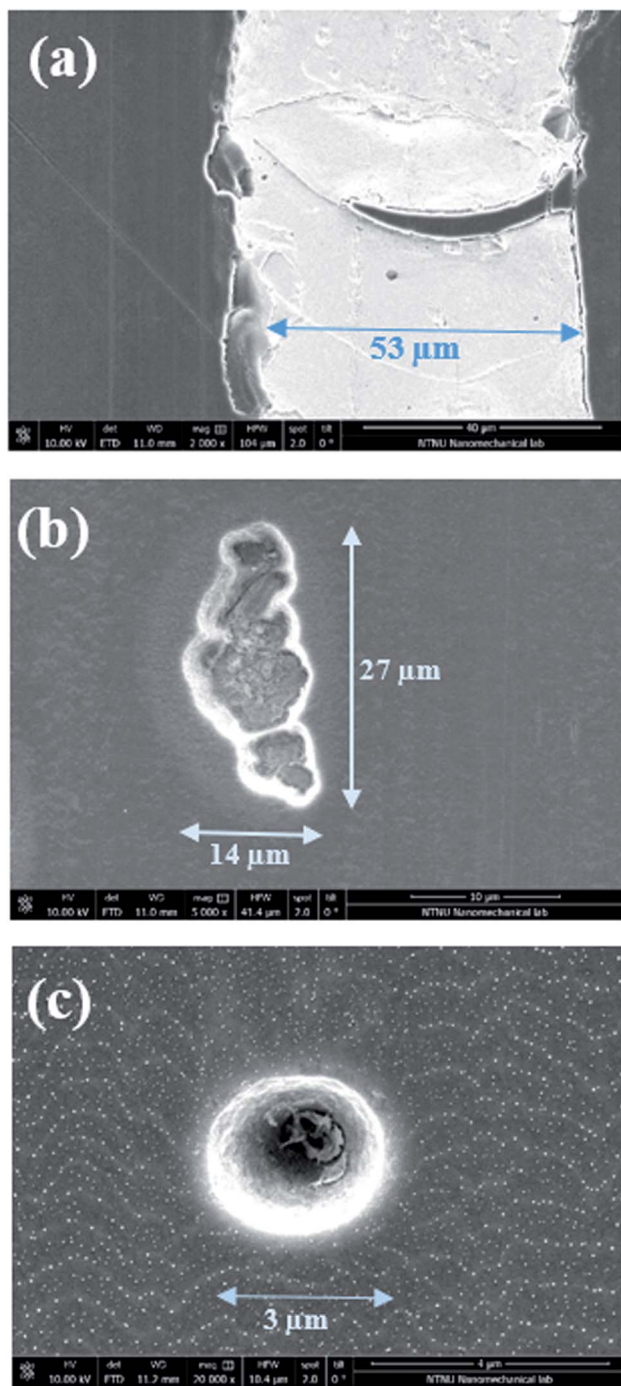 (a)
53 µm
HV det WD mag HFW spot tilt 40 µm
10.00 kV ETD 11.0 mm 2 000 x 104 µm 2.0 0° NTNU Nanomechanical lab
(b)
27 µm
14 µm
HV det WD mag HFW spot tilt 10 µm
10.00 kV ETD 11.0 mm 5 000 x 41.4 µm 2.0 0° NTNU Nanomechanical lab
(c)
3 µm
HV det WD mag HFW spot tilt 4 µm
10.00 kV ETD 11.2 mm 20 000 x 10.4 µm 2.0 0° NTNU Nanomechanical lab